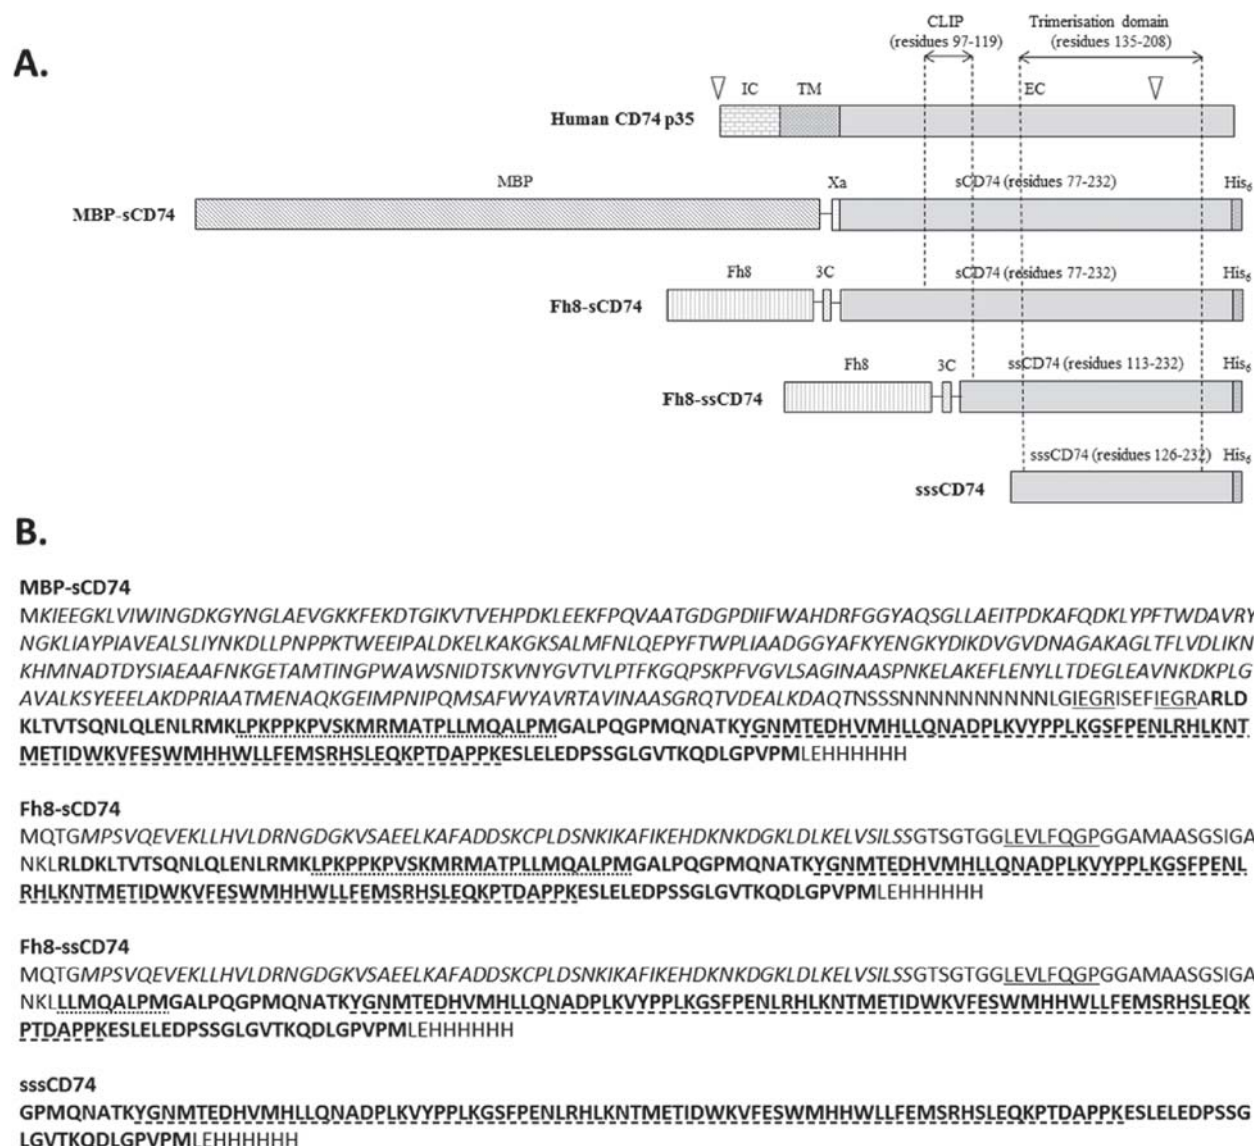 A.
CLIP
(residues 97-119)
Trimerisation domain
(residues 135-208)
IC
TM
EC
Human CD74 p35
MBP
Xa
sCD74 (residues 77-232)
His6
MBP-sCD74
Fh8
3C
sCD74 (residues 77-232)
His6
Fh8-sCD74
Fh8
3C
ssCD74 (residues 113-232)
His6
Fh8-ssCD74
sssCD74 (residues 126-232)
His6
sssCD74
B.
MBP-sCD74
MKIEEGKLVIWINGDKGYNGLAEVGKKFEKDTGIKVTVEHPDKLEEKFPQVAATGDGPDIIFWAHDRFGGYAQSGLLAEITPDKAFQDKLYPFTWDAVRY
NGKLIAYPIAVEALSLIYNKDLLPNPPKTWEEIPALDKELKAKGKSALMFNLQEPYFTWPLIAADGGYAFKYENGKYDIKDVGVDNAGAKAGLTFLVDLIKN
KHMNADTDYSIAEAAFNKGETAMTINGPWAWSNIDTSKVNYGVTVLPTFKGQPSKPFVGVLSAGINAASPNKELAKEFLENYLLTDEGLEAVNKDKPLG
AVALKSYEEELAKDPRIAATMENAQKGEIMPNIPQMSAFWYAVRTAVINAASGRQTVDEALKDAQTNSSSNNNNNNNNNNLGIEGRISEFIEGRARLD
KLTVTSQNLQLENLRMKLPKPPKPVSKMRMATPLLMQALPMGALPQGPMQNATKYGNMTEDHVMHLLQNADPLKVYPPLKGSFPENLRHLKNT
METIDWKVFESWMHHWLLFEMSRHSLEQKPTDAPPKESLELEDPSSGLGVTKQDLGPVPMLEHHHHHH
Fh8-sCD74
MQTGMPSVQEVEKLLHVLDRNGDGKVSAEELKAFADDSKCPLDSNKIKAFIKEHDKNKDGKLDLKELVSILSSGTSGTGGLEVLFQGPGGAMAASGSIGA
NKLRLDKLTVTSQNLQLENLRMKLPKPPKPVSKMRMATPLLMQALPMGALPQGPMQNATKYGNMTEDHVMHLLQNADPLKVYPPLKGSFPENL
RHLKNTMETIDWKVFESWMHHWLLFEMSRHSLEQKPTDAPPKESLELEDPSSGLGVTKQDLGPVPMLEHHHHHH
Fh8-ssCD74
MQTGMPSVQEVEKLLHVLDRNGDGKVSAEELKAFADDSKCPLDSNKIKAFIKEHDKNKDGKLDLKELVSILSSGTSGTGGLEVLFQGPGGAMAASGSIGA
NKLLLMQALPMGALPQGPMQNATKYGNMTEDHVMHLLQNADPLKVYPPLKGSFPENLRHLKNTMETIDWKVFESWMHHWLLFEMSRHSLEQK
PTDAPPKESLELEDPSSGLGVTKQDLGPVPMLEHHHHHH
sssCD74
GPMQNATKYGNMTEDHVMHLLQNADPLKVYPPLKGSFPENLRHLKNTMETIDWKVFESWMHHWLLFEMSRHSLEQKPTDAPPKESLELEDPSSG
LGVTKQDLGPVPMLEHHHHHH